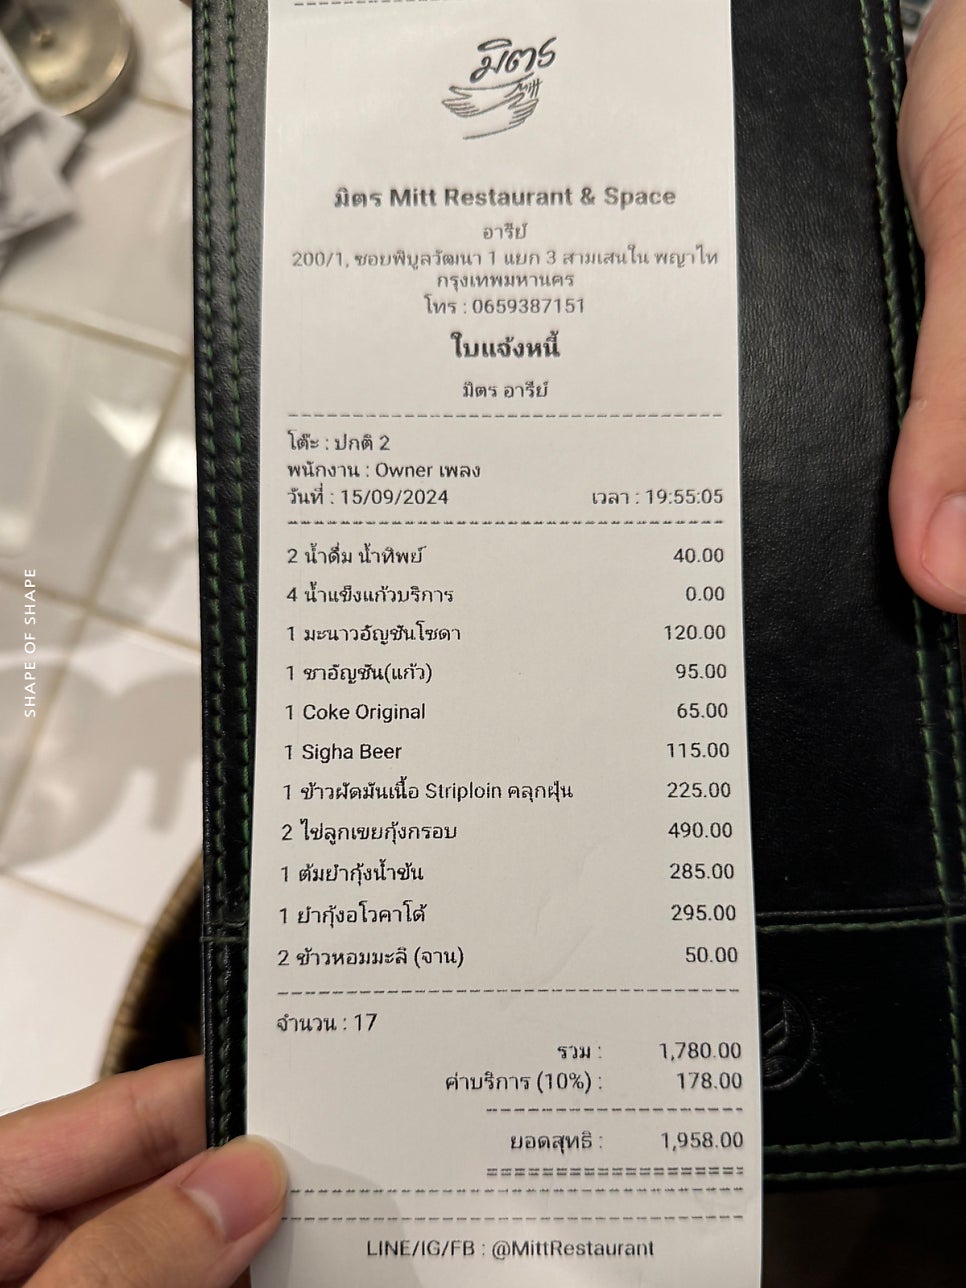 มิตร
Mitt
มิตร Mitt Restaurant & Space
อารีย์
200/1, ซอยพิบูลวัฒนา 1 แยก 3 สามเสนใน พญาไท
กรุงเทพมหานคร
โทร : 0659387151
ใบแจ้งหนี้
มิตร อารีย์
โต๊ะ : ปกติ 2
พนักงาน : Owner เพลง
วันที่ : 15/09/2024 เวลา : 19:55:05
2 น้ำดื่ม น้ำทิพย์ 40.00
4 น้ำแข็งแก้วบริการ 0.00
1 มะนาวอัญชันโซดา 120.00
1 ชาอัญชัน(แก้ว) 95.00
1 Coke Original 65.00
1 Sigha Beer 115.00
1 ข้าวผัดมันเนื้อ Striploin คลุกฝุ่น 225.00
2 ไข่ลูกเขยกุ้งกรอบ 490.00
1 ต้มยำกุ้งน้ำข้น 285.00
1 ยำกุ้งอโวคาโด้ 295.00
2 ข้าวหอมมะลิ (จาน) 50.00
จำนวน : 17
รวม : 1,780.00
ค่าบริการ (10%) : 178.00
ยอดสุทธิ : 1,958.00
LINE/IG/FB : @MittRestaurant
SHAPE OF SHAPE